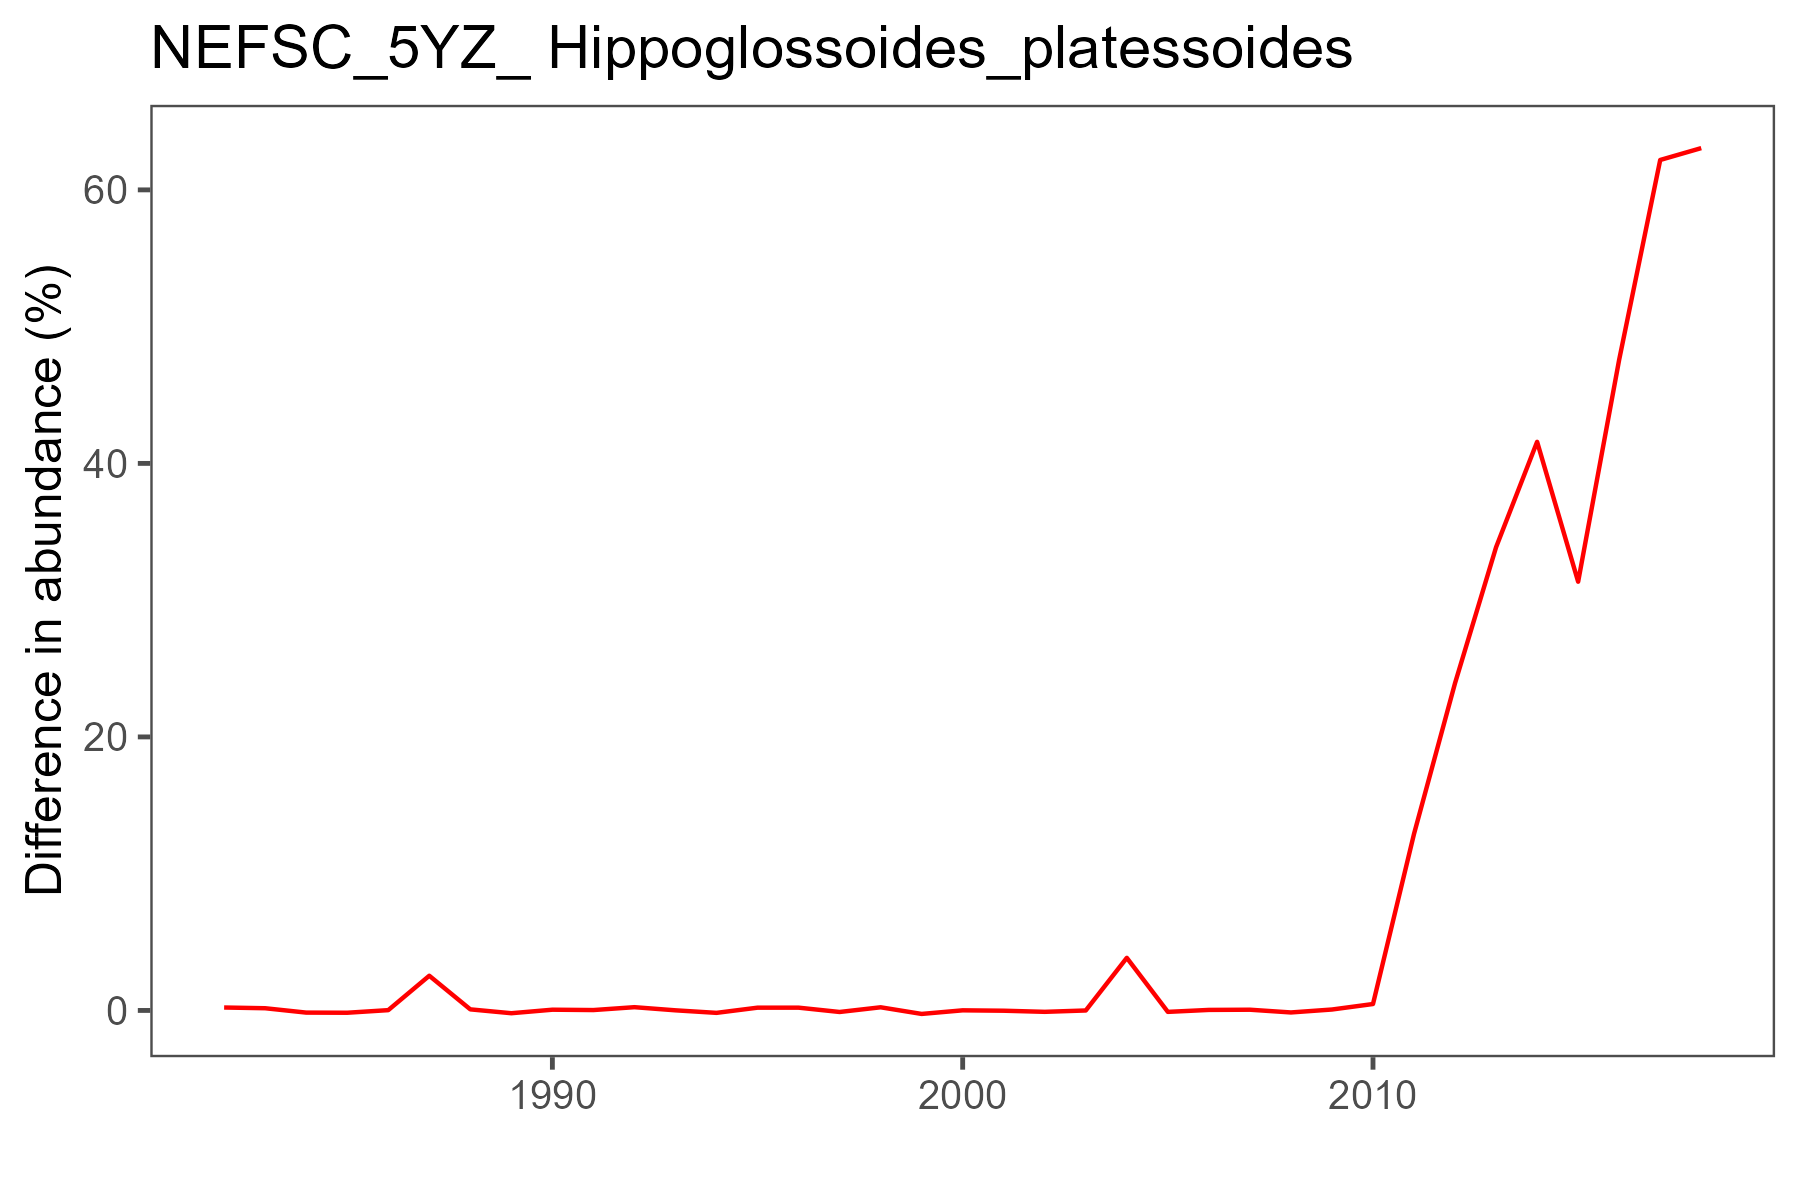 NEFSC_5YZ_ Hippoglossoides_platessoides
Difference in abundance (%)
60
40
20
0
1990 2000 2010